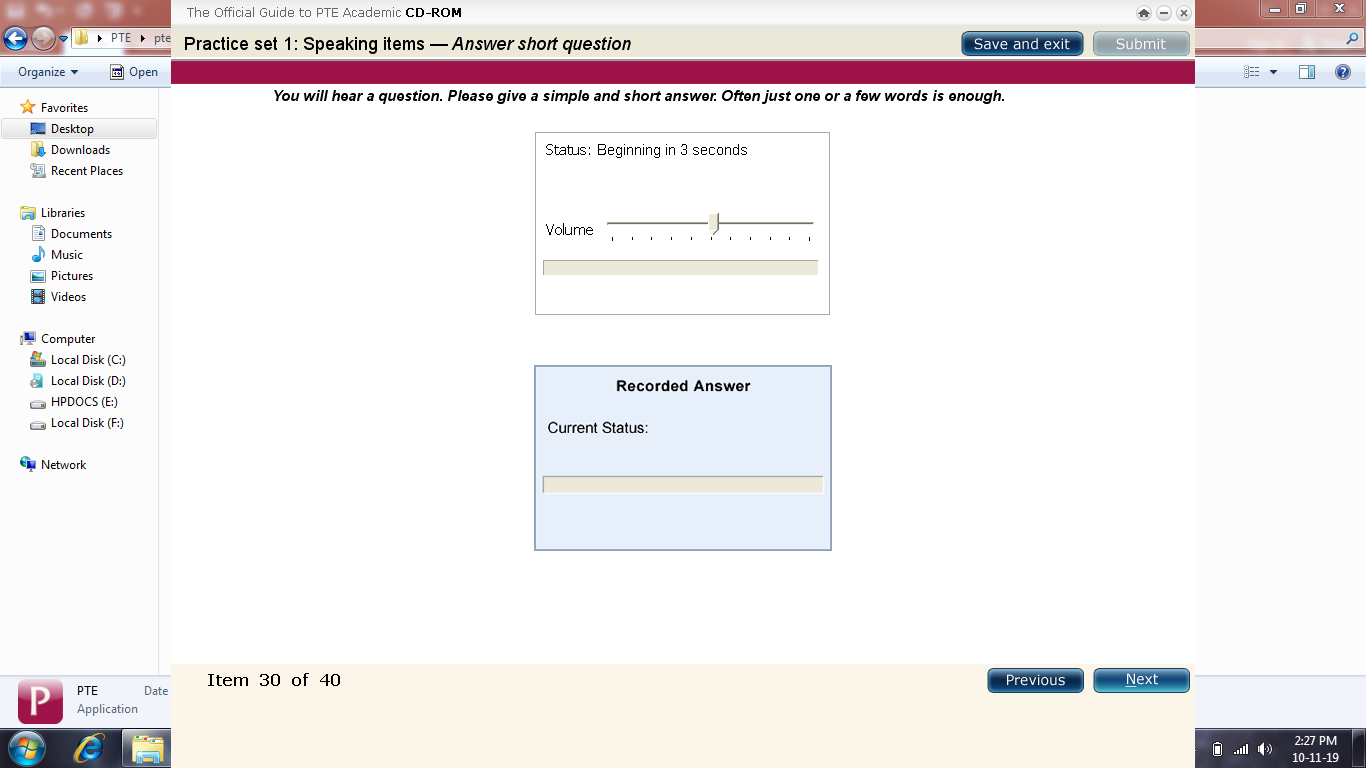 The Official Guide to PTE Academic CD-ROM
Practice set 1: Speaking items — Answer short question
Save and exit
Submit
PTE
pte
Organize
Open
You will hear a question. Please give a simple and short answer. Often just one or a few words is enough.
Favorites
Desktop
Downloads
Recent Places
Libraries
Documents
Music
Pictures
Videos
Computer
Local Disk (C:)
Local Disk (D:)
HPDOCS (E:)
Local Disk (F:)
Network
Status: Beginning in 3 seconds
Volume
Recorded Answer
Current Status:
Item 30 of 40
Previous
Next
P
PTE
Date
Application
2:27 PM
10-11-19